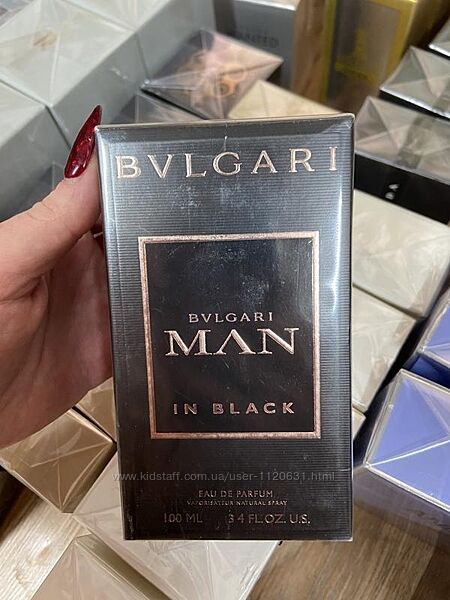 BVLGARI
BVLGARI
MAN
IN BLACK
www.kidstaff.com.ua/user-1120631.html
EAU DE PARFUM
VAPORISATEUR NATURAL SPRAY
100 ML 3.4 FL.OZ. U.S.